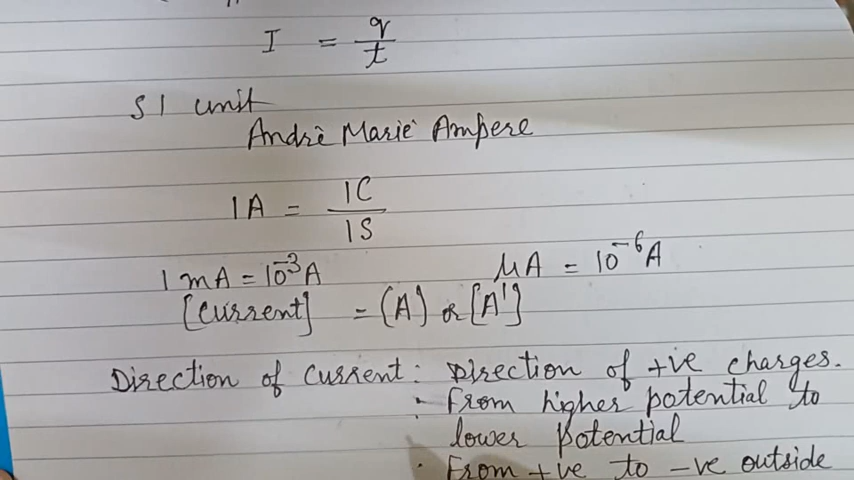 I = q/t
SI unit
Andrè Marie Ampere
1A = 1C/1S
1 mA = 10⁻³A μA = 10⁻⁶A
[Current] = (A) or [A¹]
Direction of Current: Direction of +ve charges.
· From higher potential to
lower potential
· From +ve to -ve outside